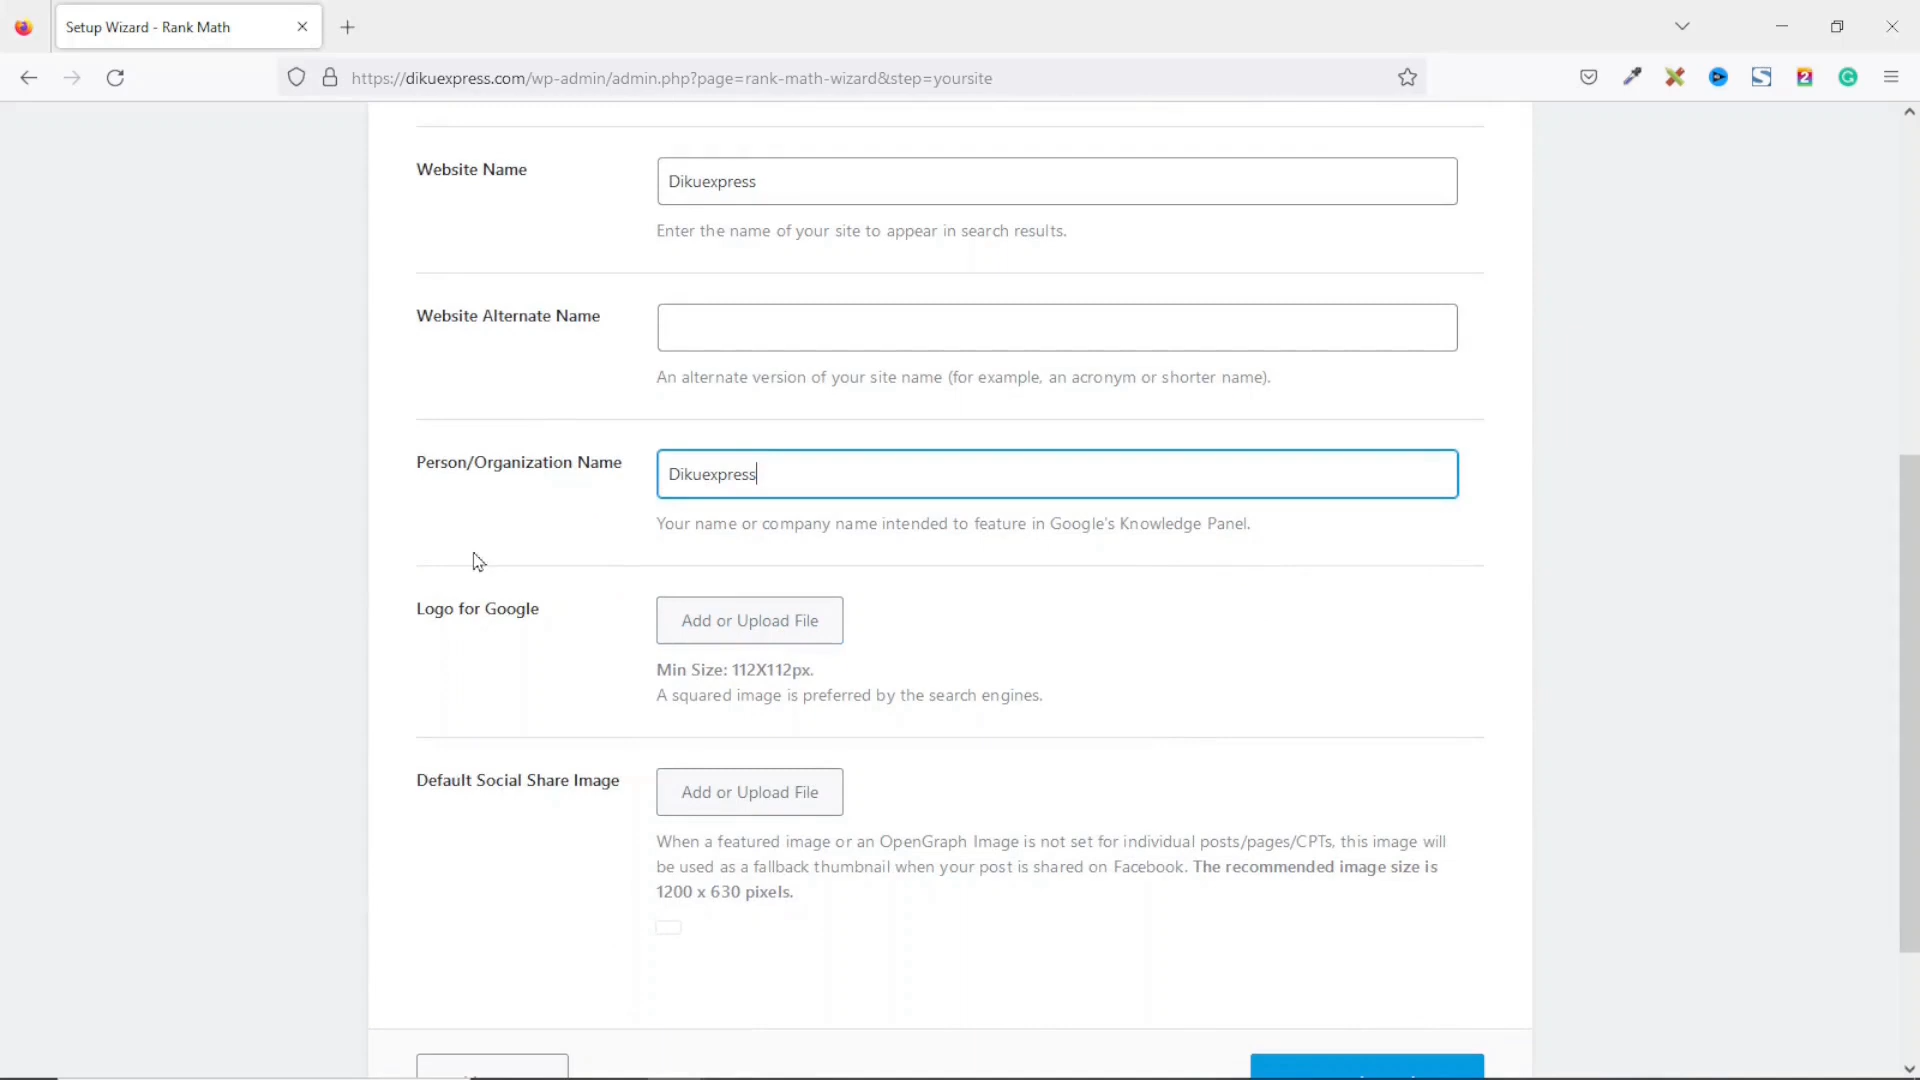 Setup Wizard - Rank Math
https://dikuexpress.com/wp-admin/admin.php?page=rank-math-wizard&step=yoursite
Website Name
Dikuexpress
Enter the name of your site to appear in search results.
Website Alternate Name
An alternate version of your site name (for example, an acronym or shorter name).
Person/Organization Name
Dikuexpress
Your name or company name intended to feature in Google's Knowledge Panel.
Logo for Google
Add or Upload File
Min Size: 112X112px.
A squared image is preferred by the search engines.
Default Social Share Image
Add or Upload File
When a featured image or an OpenGraph Image is not set for individual posts/pages/CPTs, this image will
be used as a fallback thumbnail when your post is shared on Facebook. The recommended image size is
1200 x 630 pixels.